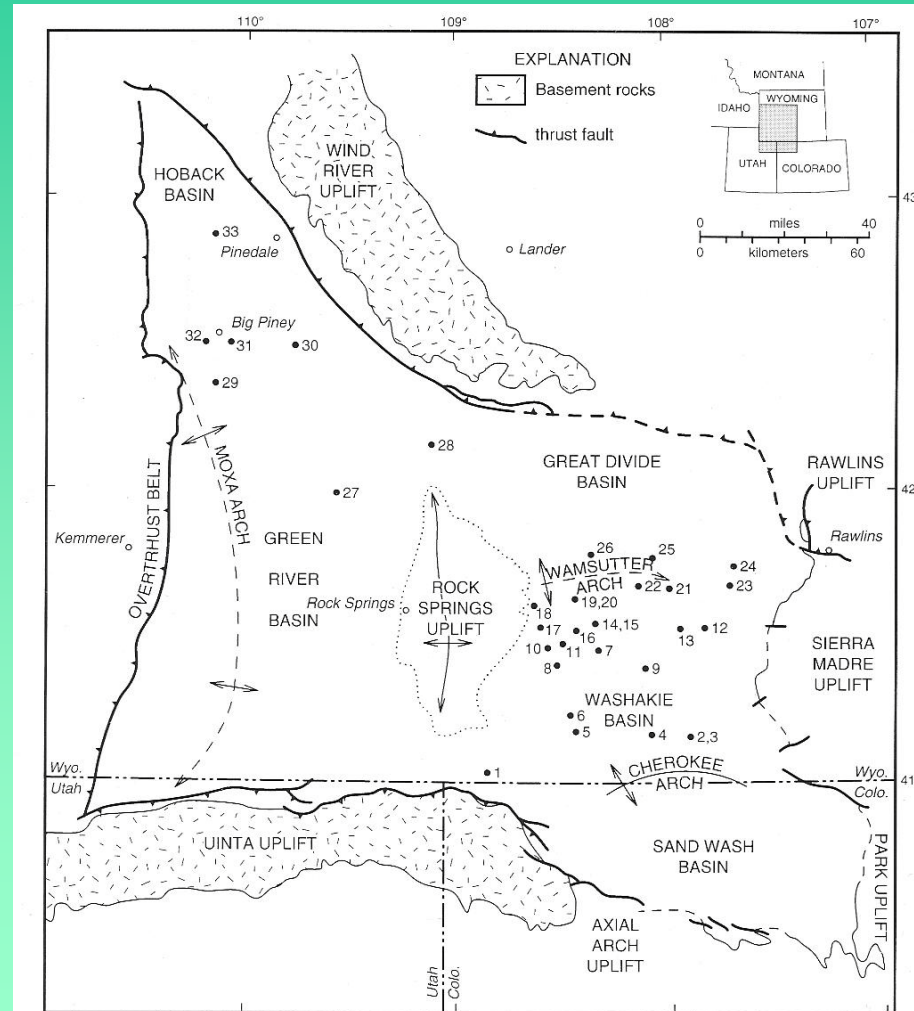 110°
109°
108°
107°
EXPLANATION
Basement rocks
thrust fault
MONTANA
IDAHO
WYOMING
UTAH
COLORADO
0 miles 40
0 kilometers 60
43
WIND
RIVER
UPLIFT
HOBACK
BASIN
33
Pinedale
Lander
Big Piney
32
31
30
29
28
27
MOXA ARCH
OVERTRHUST BELT
Kemmerer
GREAT DIVIDE
BASIN
42
RAWLINS
UPLIFT
Rawlins
GREEN
RIVER
BASIN
Rock Springs
ROCK
SPRINGS
UPLIFT
26
25
24
WAMSUTTER
ARCH
22
21
23
19,20
18
14,15
17
16
13
12
10
11
7
8
9
SIERRA
MADRE
UPLIFT
WASHAKIE
BASIN
6
5
4
2,3
1
CHEROKEE
ARCH
Wyo.
Utah
Wyo.
Colo.
41
UINTA UPLIFT
SAND WASH
BASIN
PARK UPLIFT
AXIAL
ARCH
UPLIFT
Utah
Colo.